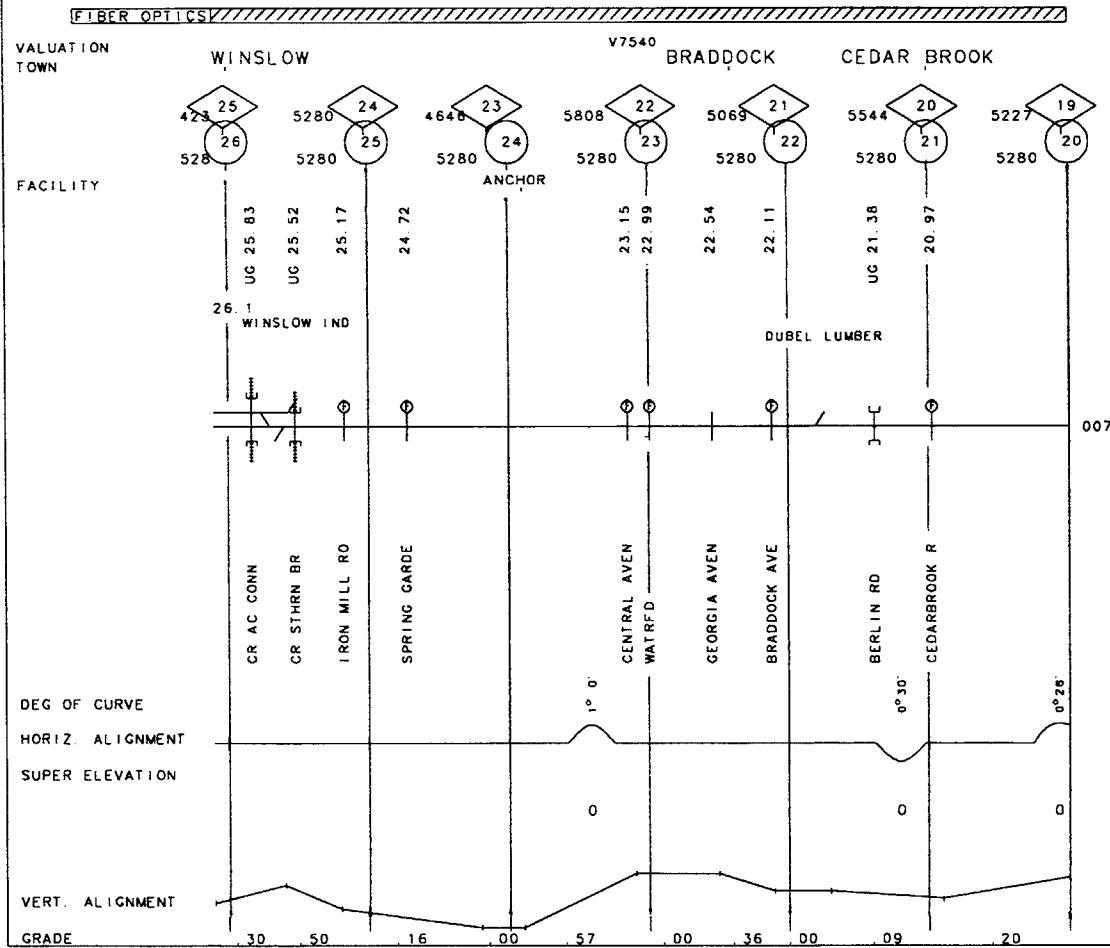 FIBER OPTICS
VALUATION V7540
TOWN WINSLOW BRADDOCK CEDAR BROOK
25 24 23 22 21 20 19
423 5280 4646 5808 5069 5544 5227
26 25 24 23 22 21 20
528 5280 5280 5280 5280 5280 5280
FACILITY ANCHOR
UG 25.83
UG 25.52
25.17
24.72
23.15
22.99
22.54
22.11
UG 21.38
20.97
26.1
WINSLOW IND
DUBEL LUMBER
F F F F F F
007
CR AC CONN
CR STHRN BR
IRON MILL RO
SPRING GARDE
CENTRAL AVEN
WATRFD
GEORGIA AVEN
BRADDOCK AVE
BERLIN RD
CEDARBROOK R
DEG OF CURVE 1° 0' 0°30' 0°28'
HORIZ. ALIGNMENT
SUPER ELEVATION
0 0 0
VERT. ALIGNMENT
GRADE .30 .50 .16 .00 .57 .00 .36 .00 .09 .20